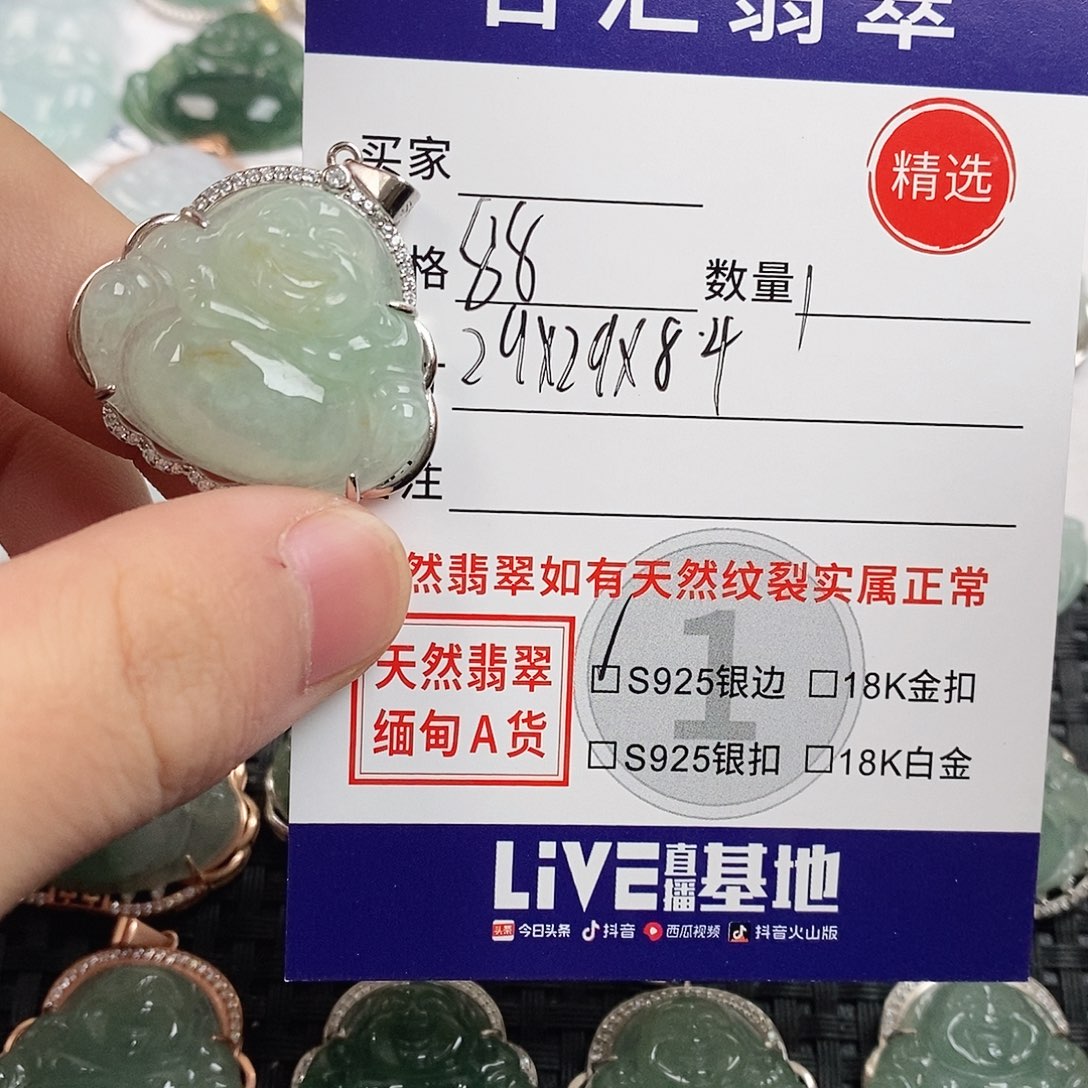 翡翠
精选
买家
格 88 数量 1
29x29x8.4
注
然翡翠如有天然纹裂实属正常
天然翡翠
缅甸A货
1
□S925银边 □18K金扣
□S925银扣 □18K白金
LiVE直播基地
头条 今日头条 抖音 西瓜视频 抖音火山版